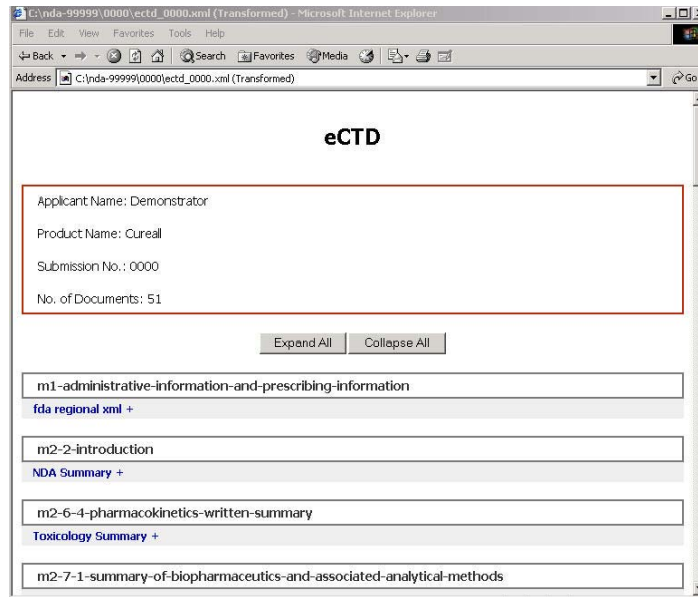 C:\nda-99999\0000\ectd_0000.xml (Transformed) - Microsoft Internet Explorer
File Edit View Favorites Tools Help
Back Search Favorites Media
Address C:\nda-99999\0000\ectd_0000.xml (Transformed) Go
eCTD
Applicant Name: Demonstrator
Product Name: Cureall
Submission No.: 0000
No. of Documents: 51
Expand All Collapse All
m1-administrative-information-and-prescribing-information
fda regional xml +
m2-2-introduction
NDA Summary +
m2-6-4-pharmacokinetics-written-summary
Toxicology Summary +
m2-7-1-summary-of-biopharmaceutics-and-associated-analytical-methods